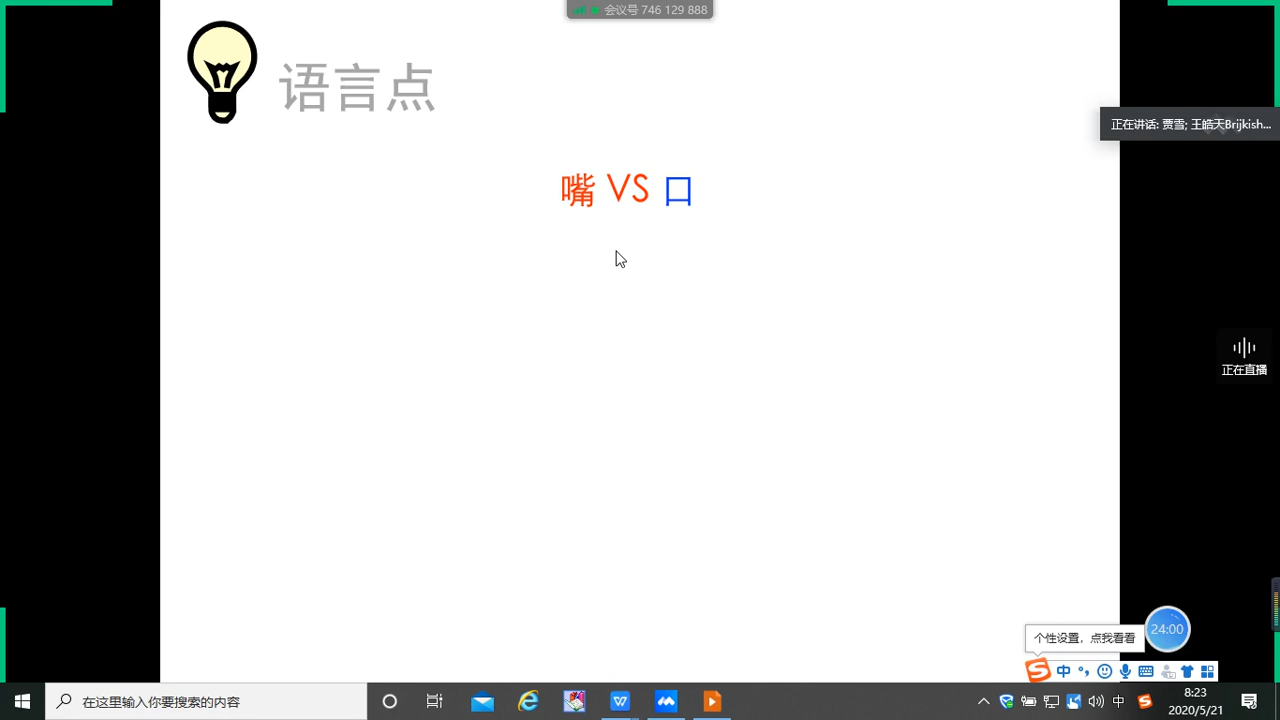 会议号 746 129 888
语言点
正在讲话: 贾雪; 王皓天Brijkish...
嘴 VS 口
正在直播
24:00
个性设置，点我看看
中
在这里输入你要搜索的内容
中
8:23
2020/5/21